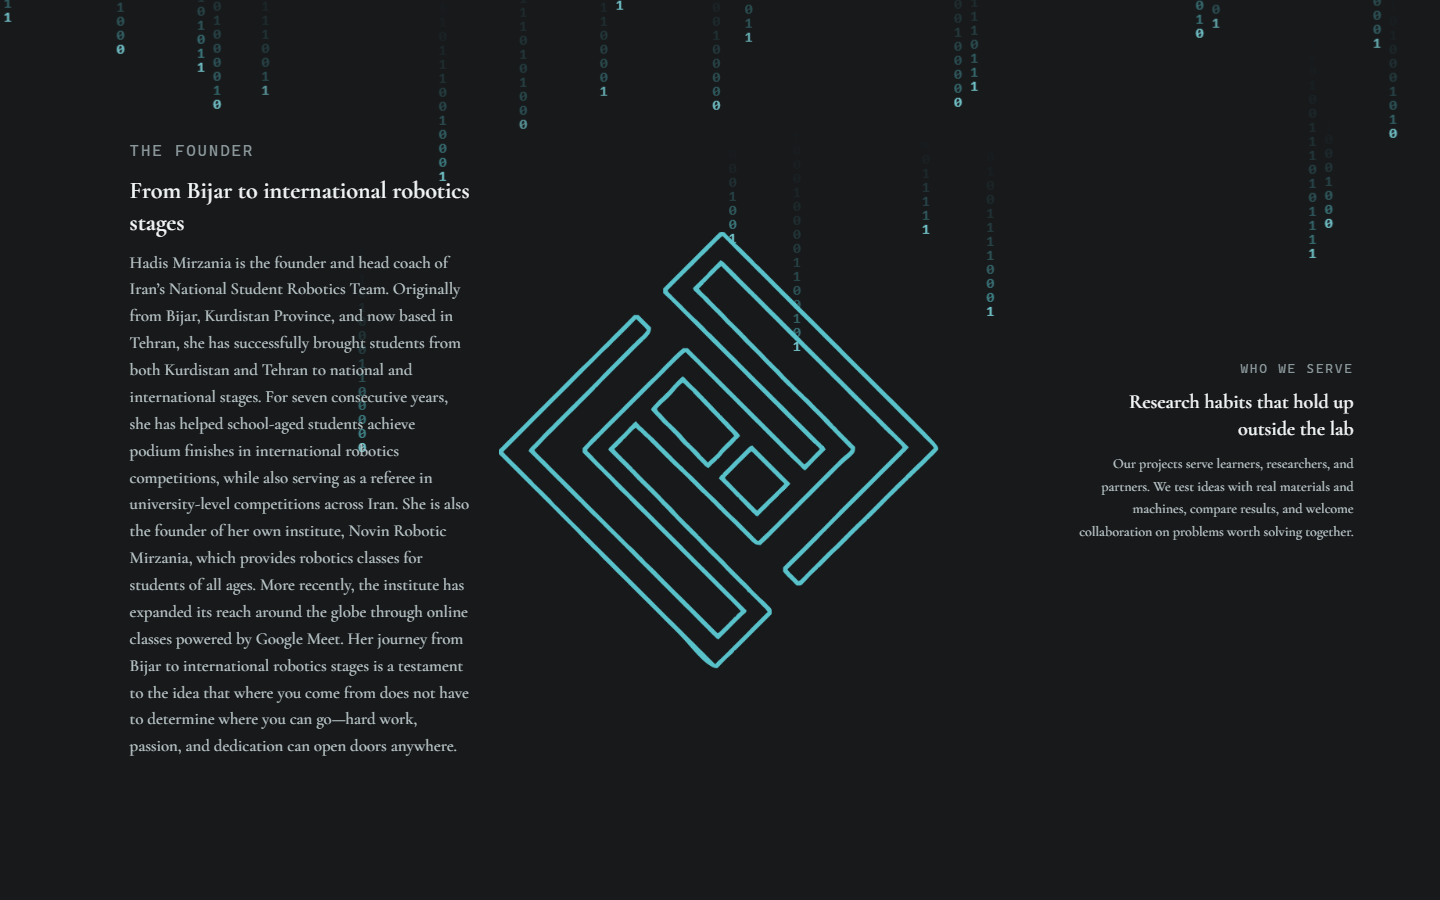 THE FOUNDER
From Bijar to international robotics
stages
Hadis Mirzania is the founder and head coach of
Iran’s National Student Robotics Team. Originally
from Bijar, Kurdistan Province, and now based in
Tehran, she has successfully brought students from
both Kurdistan and Tehran to national and
international stages. For seven consecutive years,
she has helped school-aged students achieve
podium finishes in international robotics
competitions, while also serving as a referee in
university-level competitions across Iran. She is also
the founder of her own institute, Novin Robotic
Mirzania, which provides robotics classes for
students of all ages. More recently, the institute has
expanded its reach around the globe through online
classes powered by Google Meet. Her journey from
Bijar to international robotics stages is a testament
to the idea that where you come from does not have
to determine where you can go—hard work,
passion, and dedication can open doors anywhere.
WHO WE SERVE
Research habits that hold up
outside the lab
Our projects serve learners, researchers, and
partners. We test ideas with real materials and
machines, compare results, and welcome
collaboration on problems worth solving together.